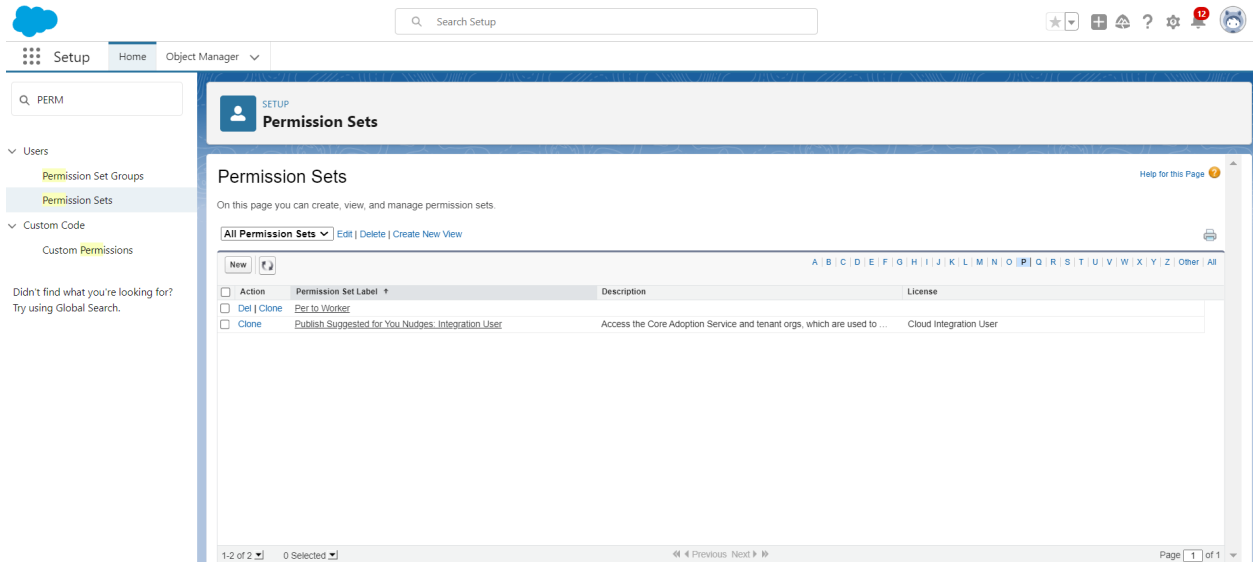 Search Setup
12
Setup Home Object Manager
PERM
Users
Permission Set Groups
Permission Sets
Custom Code
Custom Permissions
Didn't find what you're looking for?
Try using Global Search.
SETUP
Permission Sets
Permission Sets
Help for this Page ?
On this page you can create, view, and manage permission sets.
All Permission Sets Edit | Delete | Create New View
New
A | B | C | D | E | F | G | H | I | J | K | L | M | N | O | P | Q | R | S | T | U | V | W | X | Y | Z | Other | All
Action Permission Set Label ↑ Description License
Del | Clone Per to Worker
Clone Publish Suggested for You Nudges: Integration User Access the Core Adoption Service and tenant orgs, which are used to ... Cloud Integration User
1-2 of 2 0 Selected Previous Next Page 1 of 1